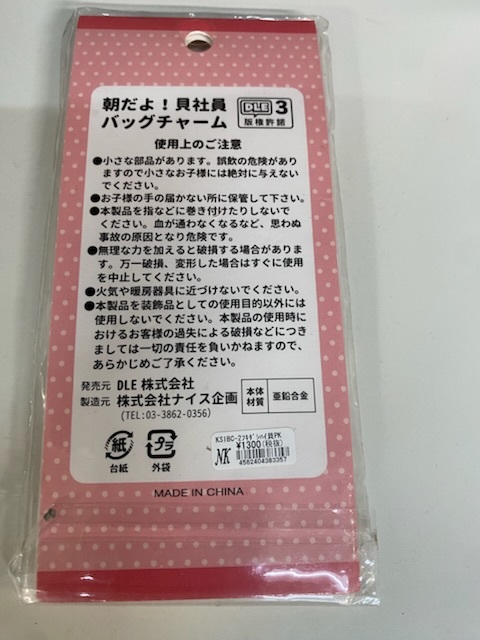 朝だよ！貝社員
バッグチャーム
DLE 3
版権許諾
使用上のご注意
●小さな部品があります。誤飲の危険があり
ますので小さなお子様には絶対に与えない
でください。
●お子様の手の届かない所に保管して下さい。
●本製品を指などに巻き付けたりしないで
ください。血が通わなくなるなど、思わぬ
事故の原因となり危険です。
●無理な力を加えると破損する場合がありま
す。万一破損、変形した場合はすぐに使用
を中止してください。
●火気や暖房器具に近づけないでください。
●本製品を装飾品としての使用目的以外には
使用しないでください。本製品の使用時に
おけるお客様の過失による破損などにつき
ましては一切の責任を負いかねますので、
あらかじめご了承ください。
発売元 DLE 株式会社
製造元 株式会社ナイス企画
(TEL:03-3862-0356)
本体材質 亜鉛合金
紙 プラ
台紙 外袋
KSIBC-2ﾌｷﾀﾞｼﾊｲ貝PK
¥1300(税抜)
NK
4562404383357
MADE IN CHINA